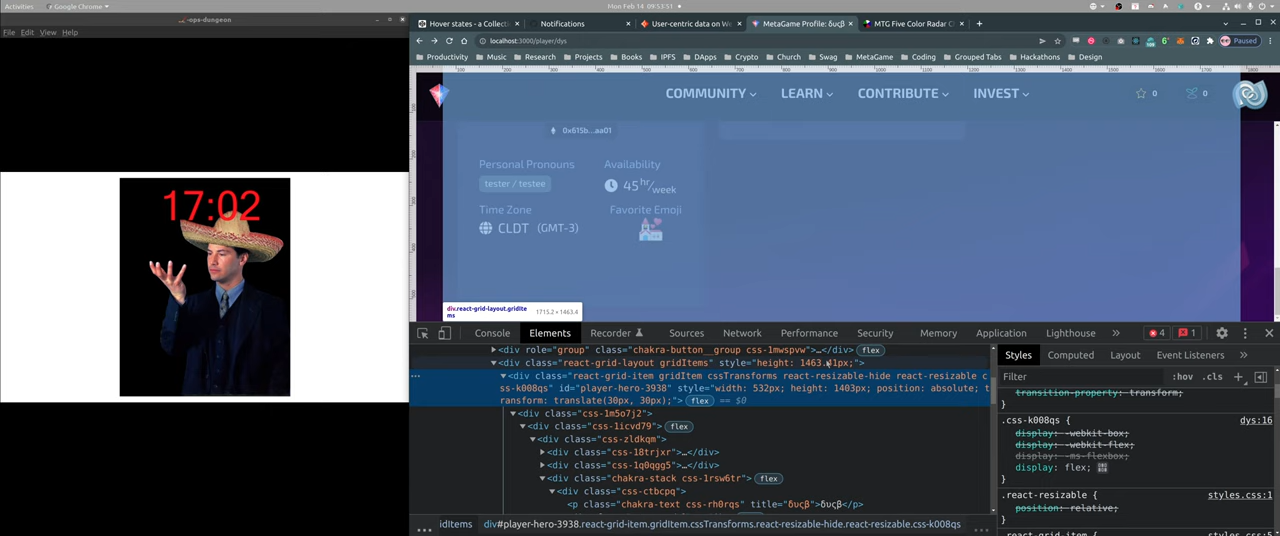 Activities
Google Chrome
Mon Feb 14 09:53:51
-ops-dungeon
File Edit View Help
17:02
Hover states - a Collecti
Notifications
User-centric data on We
MetaGame Profile: δυςβ
MTG Five Color Radar Ch
localhost:3000/player/dys
Paused
Productivity Music Research Projects Books IPFS DApps Crypto Church Swag MetaGame Coding Grouped Tabs Hackathons Design
COMMUNITY LEARN CONTRIBUTE INVEST 0 0
0x615b...aa01
Personal Pronouns Availability
tester / testee 45 hr/week
Time Zone Favorite Emoji
CLDT (GMT-3)
div.react-grid-layout.gridIte
ms 1715.2 × 1463.4
Console Elements Recorder Sources Network Performance Security Memory Application Lighthouse » 4 1
<div role="group" class="chakra-button__group css-1mwspvw">…</div> flex
<div class="react-grid-layout gridItems" style="height: 1463.41px;">
<div class="react-grid-item gridItem cssTransforms react-resizable-hide react-resizable c
ss-k008qs" id="player-hero-3938" style="width: 532px; height: 1403px; position: absolute; t
ransform: translate(30px, 30px);"> flex == $0
<div class="css-1m5o7j2">
<div class="css-1icvd79"> flex
<div class="css-zldkqm">
<div class="css-18trjxr">…</div>
<div class="css-1q0qgg5">…</div>
<div class="chakra-stack css-1rsw6tr"> flex
<div class="css-ctbcpq">
<p class="chakra-text css-rh0rqs" title="δυςβ">δυςβ</p>
... idItems div#player-hero-3938.react-grid-item.gridItem.cssTransforms.react-resizable-hide.react-resizable.css-k008qs ...
Styles Computed Layout Event Listeners »
Filter :hov .cls +
transition-property: transform;
}
.css-k008qs { dys:16
display: -webkit-box;
display: -webkit-flex;
display: -ms-flexbox;
display: flex;
}
.react-resizable { styles.css:1
position: relative;
}